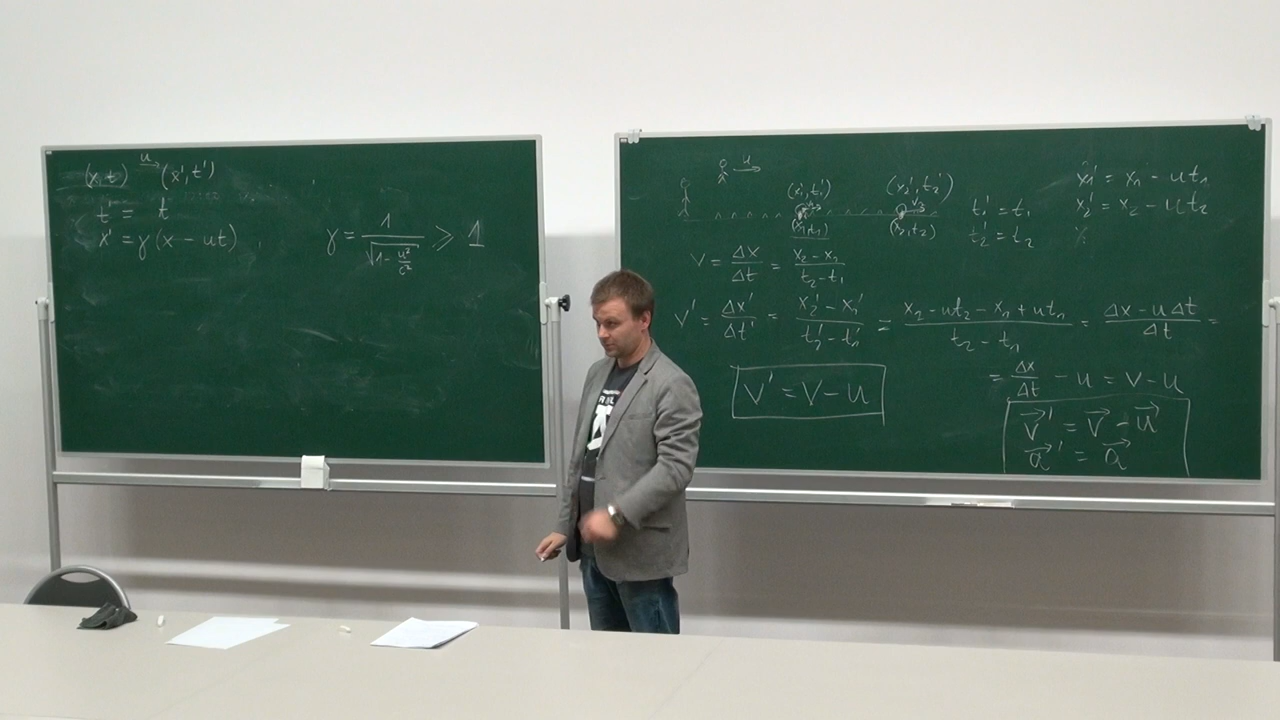 (x,t) u→ (x',t')
t' = t
x' = γ(x − ut)
γ = 1/√(1 − u²/c²) ⩾ 1
u→
(x₁',t₁') (x₂',t₂')
(x₁,t₁) (x₂,t₂)
t₁' = t₁
t₂' = t₂
x₁' = x₁ − ut₁
x₂' = x₂ − ut₂
v = Δx/Δt = (x₂ − x₁)/(t₂ − t₁)
v' = Δx'/Δt' = (x₂' − x₁')/(t₂' − t₁') = (x₂ − ut₂ − x₁ + ut₁)/(t₂ − t₁) = (Δx − uΔt)/Δt =
= Δx/Δt − u = v − u
v' = v − u
v⃗' = v⃗ − u⃗
a⃗' = a⃗